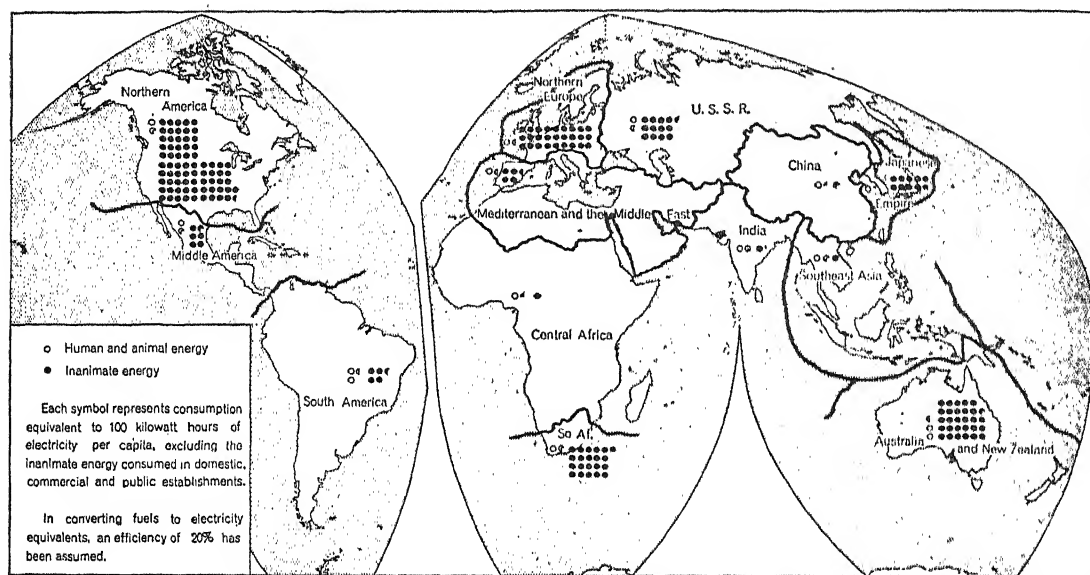 Northern
America
Middle America
South America
Northern
Europe
U. S. S. R.
China
Japanese
Empire
Mediterranean and the Middle East
India
Southeast Asia
Central Africa
So Af.
Australia
and New Zealand
Human and animal energy
Inanimate energy
Each symbol represents consumption
equivalent to 100 kilowatt hours of
electricity per capita, excluding the
inanimate energy consumed in domestic,
commercial and public establishments.
In converting fuels to electricity
equivalents, an efficiency of 20% has
been assumed.